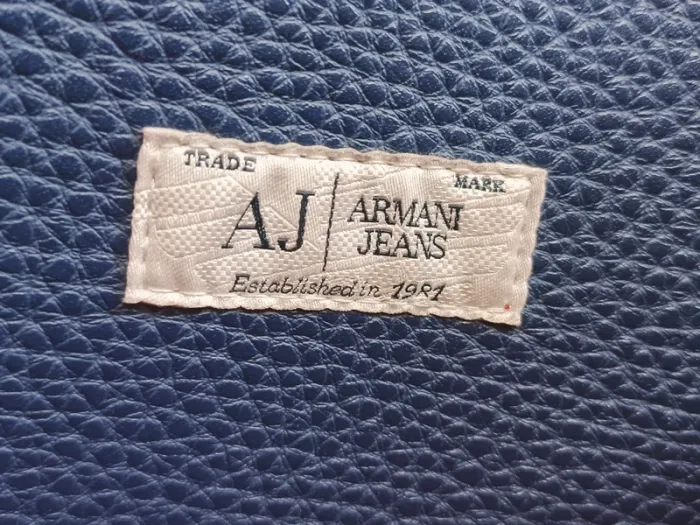 TRADE MARK
AJ ARMANI
JEANS
Established in 1981